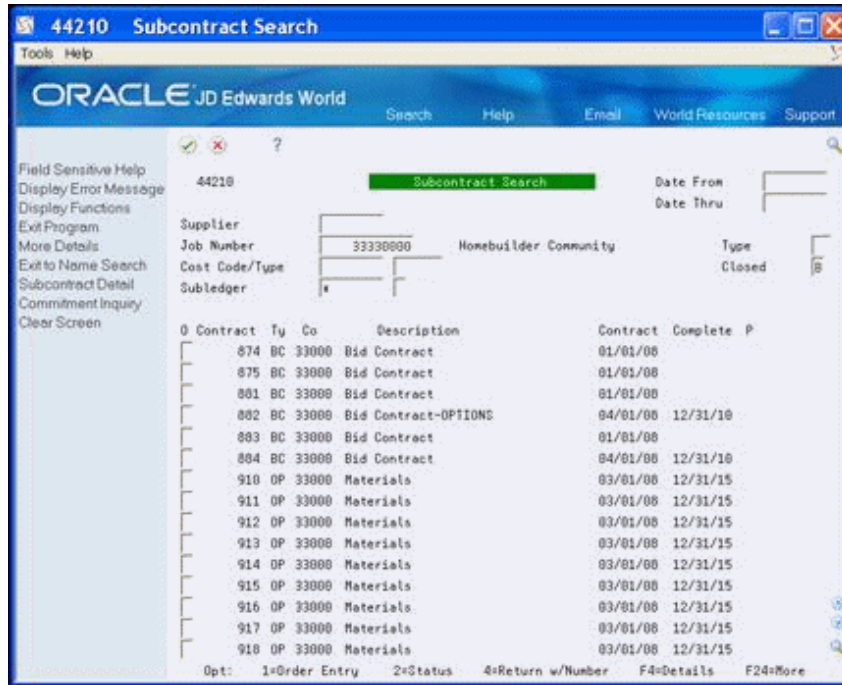 44210 Subcontract Search
Tools Help
ORACLE JD Edwards World
Search Help Email World Resources Support
?
Field Sensitive Help
Display Error Message
Display Functions
Exit Program
More Details
Exit to Name Search
Subcontract Detail
Commitment Inquiry
Clear Screen
44210 Subcontract Search Date From
Date Thru
Supplier
Job Number 33330000 Homebuilder Community Type
Cost Code/Type Closed B
Subledger *
O Contract Ty Co Description Contract Complete P
874 BC 33000 Bid Contract 01/01/08
875 BC 33000 Bid Contract 01/01/08
881 BC 33000 Bid Contract 01/01/08
882 BC 33000 Bid Contract-OPTIONS 04/01/08 12/31/10
883 BC 33000 Bid Contract 01/01/08
884 BC 33000 Bid Contract 04/01/08 12/31/10
910 OP 33000 Materials 03/01/08 12/31/15
911 OP 33000 Materials 03/01/08 12/31/15
912 OP 33000 Materials 03/01/08 12/31/15
913 OP 33000 Materials 03/01/08 12/31/15
914 OP 33000 Materials 03/01/08 12/31/15
915 OP 33000 Materials 03/01/08 12/31/15
916 OP 33000 Materials 03/01/08 12/31/15
917 OP 33000 Materials 03/01/08 12/31/15
918 OP 33000 Materials 03/01/08 12/31/15
Opt: 1=Order Entry 2=Status 4=Return w/Number F4=Details F24=More